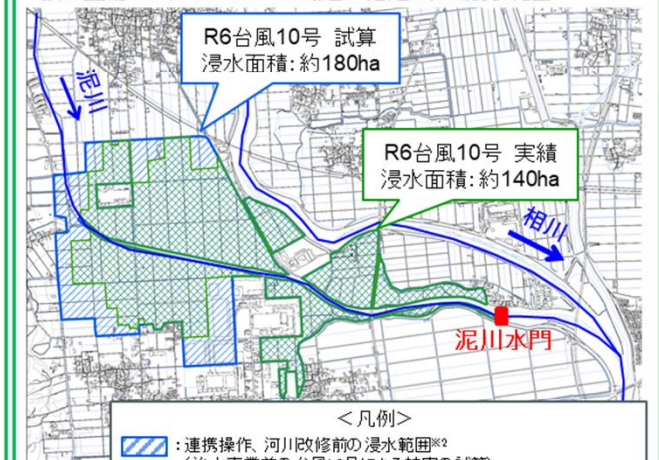 R6台風10号 試算
浸水面積：約180ha
泥川
R6台風10号 実績
浸水面積：約140ha
相川
泥川水門
＜凡例＞
：連携操作、河川改修前の浸水範囲※2